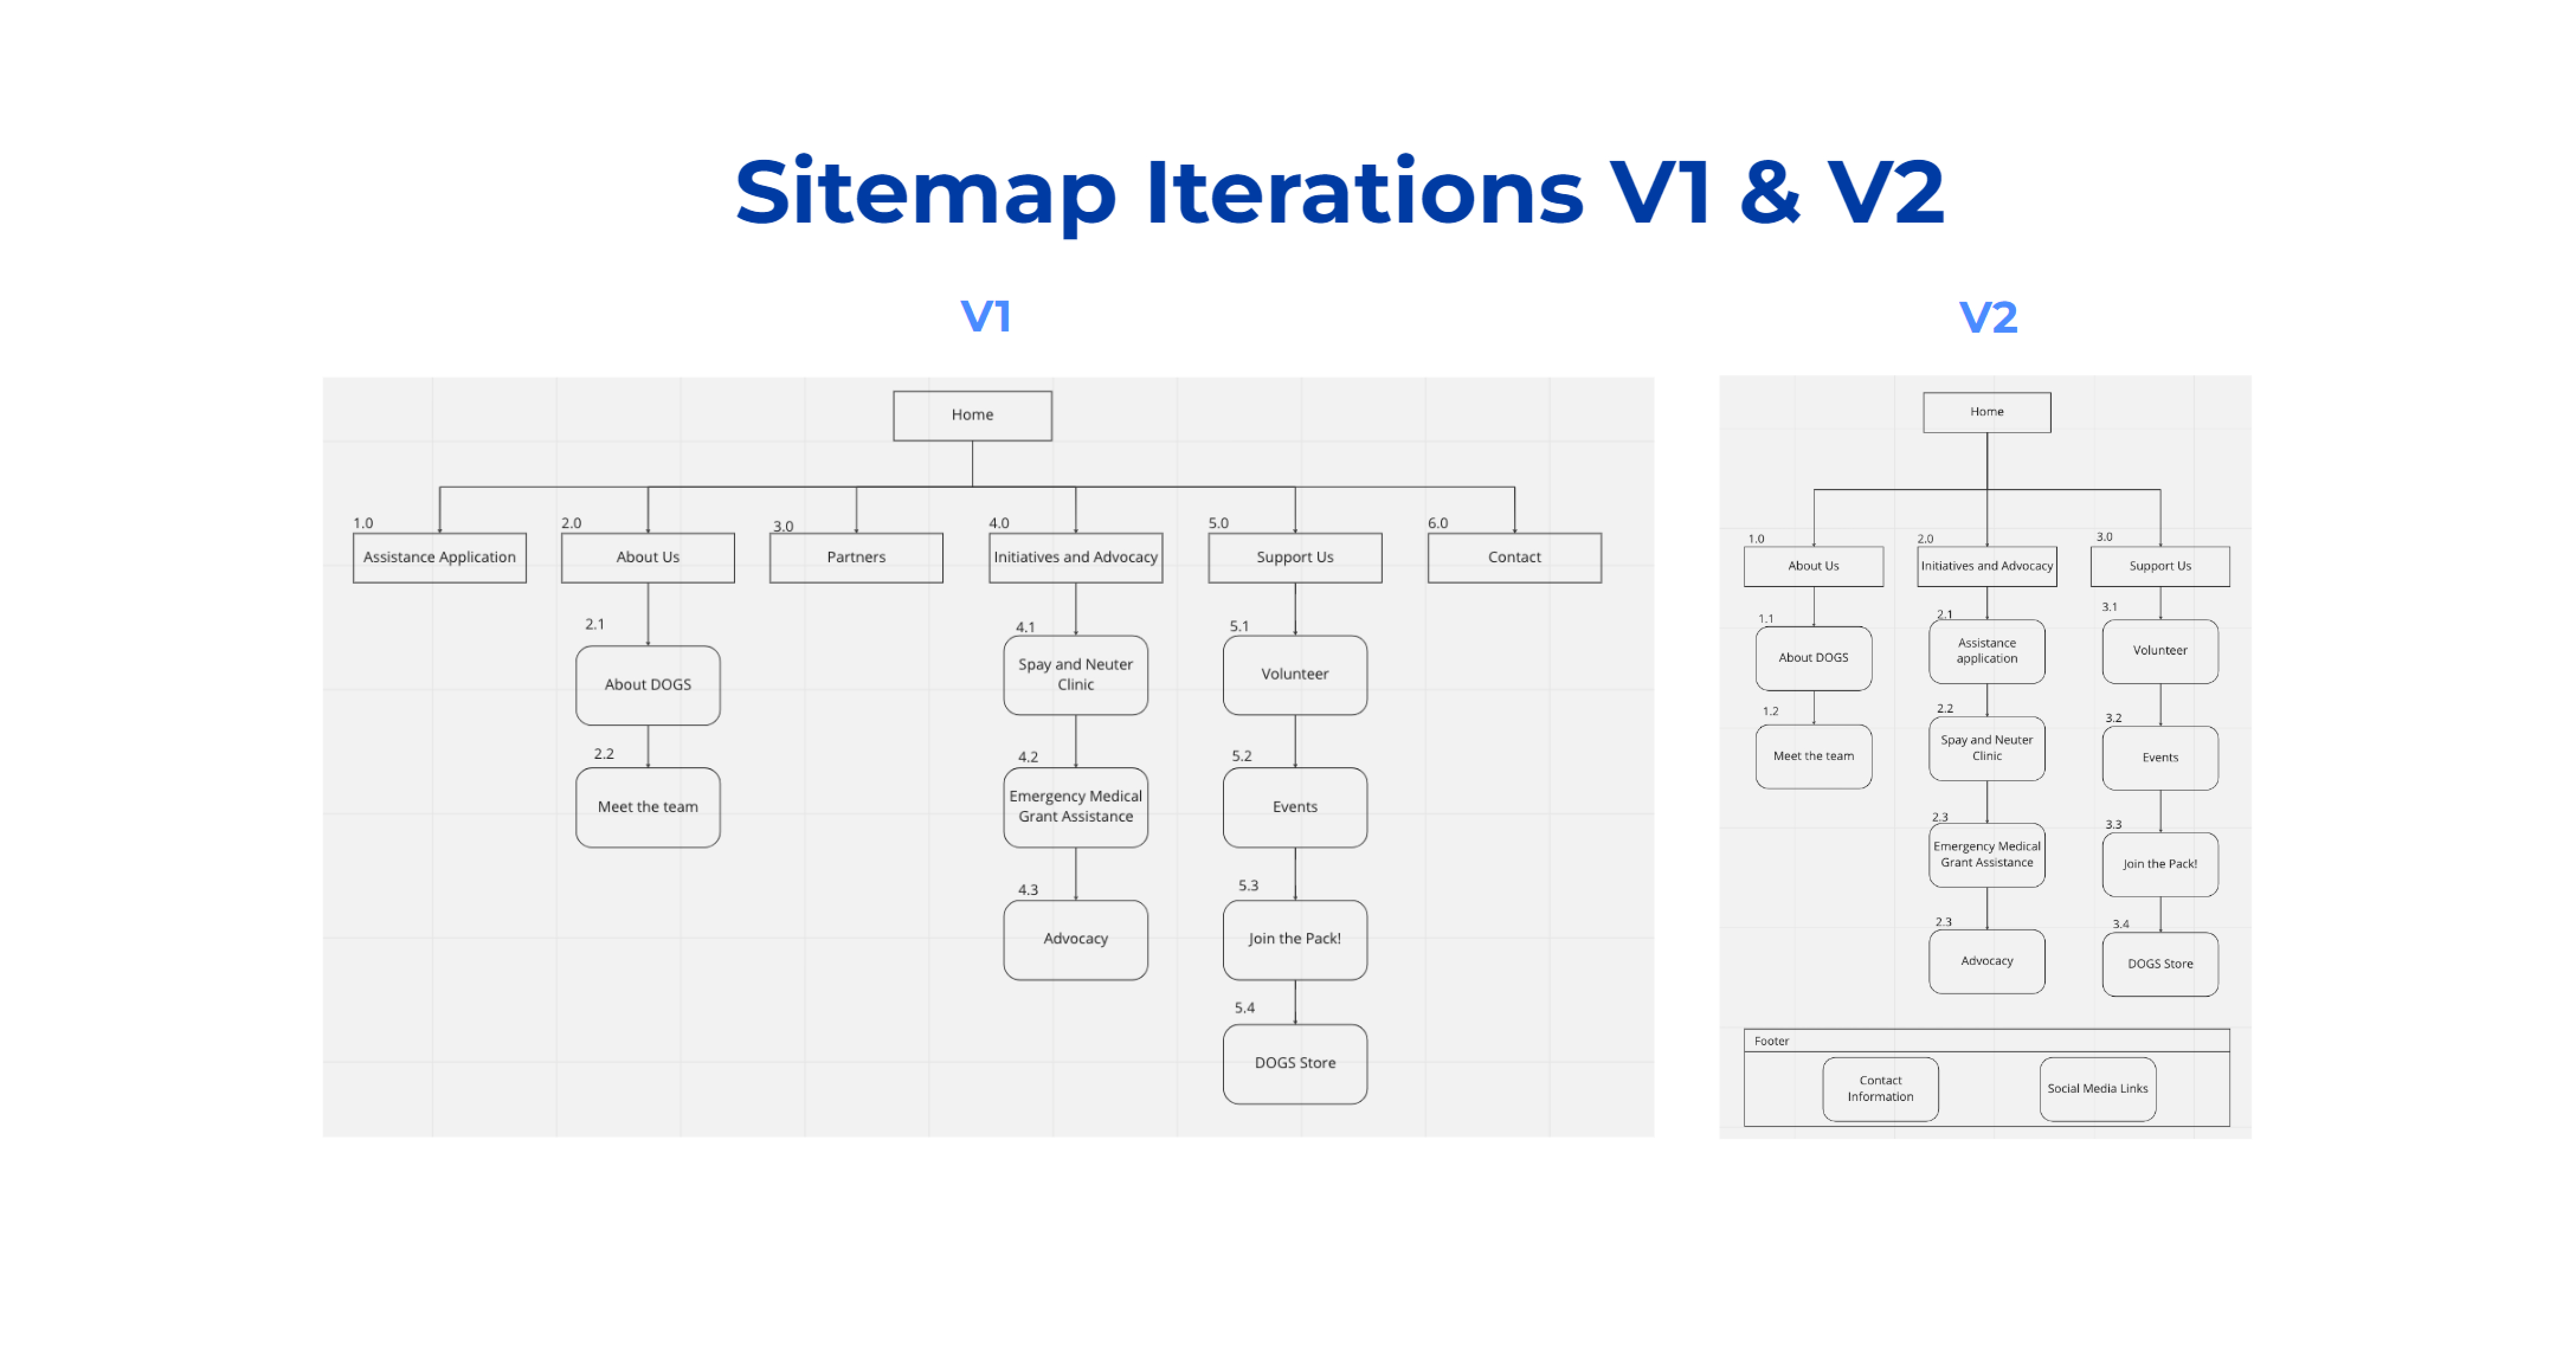 Sitemap Iterations V1 & V2
V1
Home
1.0
Assistance Application
2.0
About Us
3.0
Partners
4.0
Initiatives and Advocacy
5.0
Support Us
6.0
Contact
2.1
About DOGS
2.2
Meet the team
4.1
Spay and Neuter
Clinic
4.2
Emergency Medical
Grant Assistance
4.3
Advocacy
5.1
Volunteer
5.2
Events
5.3
Join the Pack!
5.4
DOGS Store
V2
Home
1.0
About Us
2.0
Initiatives and Advocacy
3.0
Support Us
1.1
About DOGS
1.2
Meet the team
2.1
Assistance
application
2.2
Spay and Neuter
Clinic
2.3
Emergency Medical
Grant Assistance
2.3
Advocacy
3.1
Volunteer
3.2
Events
3.3
Join the Pack!
3.4
DOGS Store
Footer
Contact
Information
Social Media Links